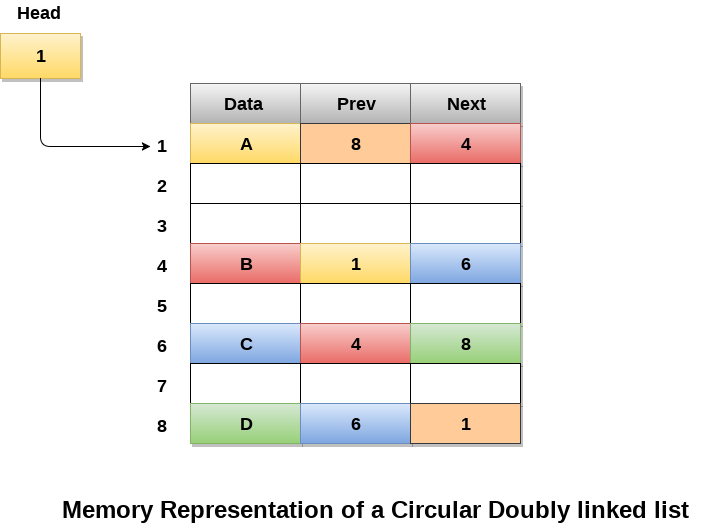 Head
1
Data Prev Next
1 A 8 4
2
3
4 B 1 6
5
6 C 4 8
7
8 D 6 1
Memory Representation of a Circular Doubly linked list